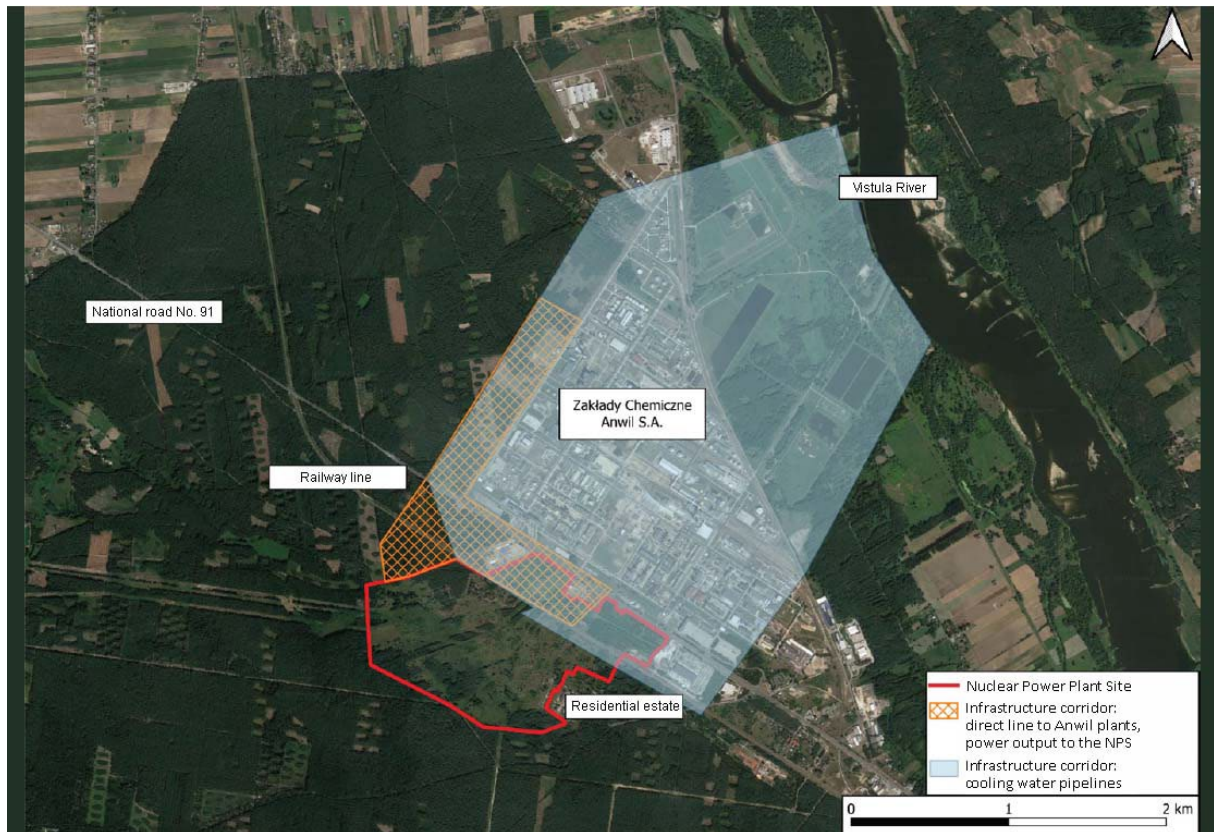 Vistula River
National road No. 91
Zakłady Chemiczne
Anwil S.A.
Railway line
Residential estate
Nuclear Power Plant Site
Infrastructure corridor:
direct line to Anwil plants,
power output to the NPS
Infrastructure corridor:
cooling water pipelines
0 1 2 km